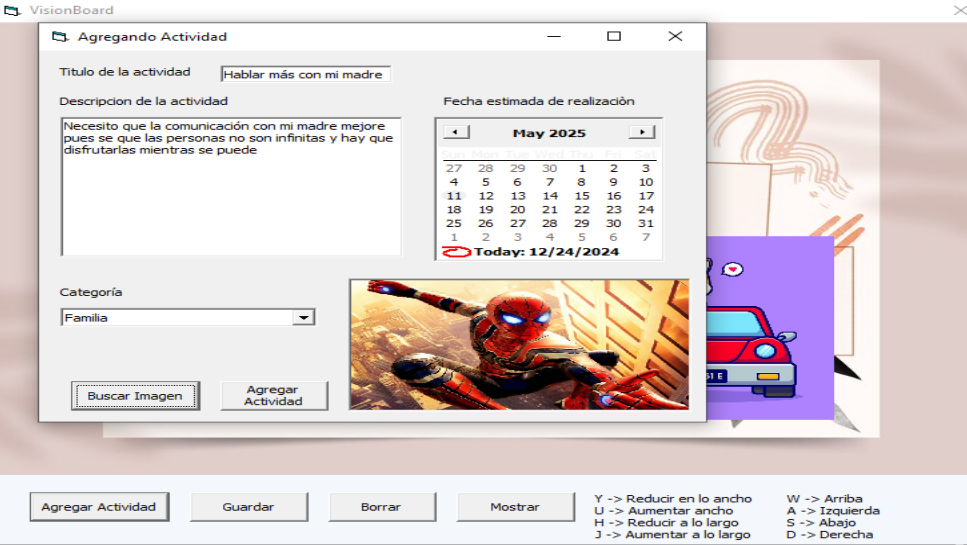 VisionBoard
Agregando Actividad
Titulo de la actividad
Hablar más con mi madre
Descripcion de la actividad
Necesito que la comunicación con mi madre mejore
pues se que las personas no son infinitas y hay que
disfrutarlas mientras se puede
Fecha estimada de realizaciòn
May 2025
Sun Mon Tue Wed Thu Fri Sat
27 28 29 30 1 2 3
4 5 6 7 8 9 10
11 12 13 14 15 16 17
18 19 20 21 22 23 24
25 26 27 28 29 30 31
1 2 3 4 5 6 7
Today: 12/24/2024
Categoría
Familia
Buscar Imagen
Agregar
Actividad
51 E
Agregar Actividad
Guardar
Borrar
Mostrar
Y -> Reducir en lo ancho
U -> Aumentar ancho
H -> Reducir a lo largo
J -> Aumentar a lo largo
W -> Arriba
A -> Izquierda
S -> Abajo
D -> Derecha